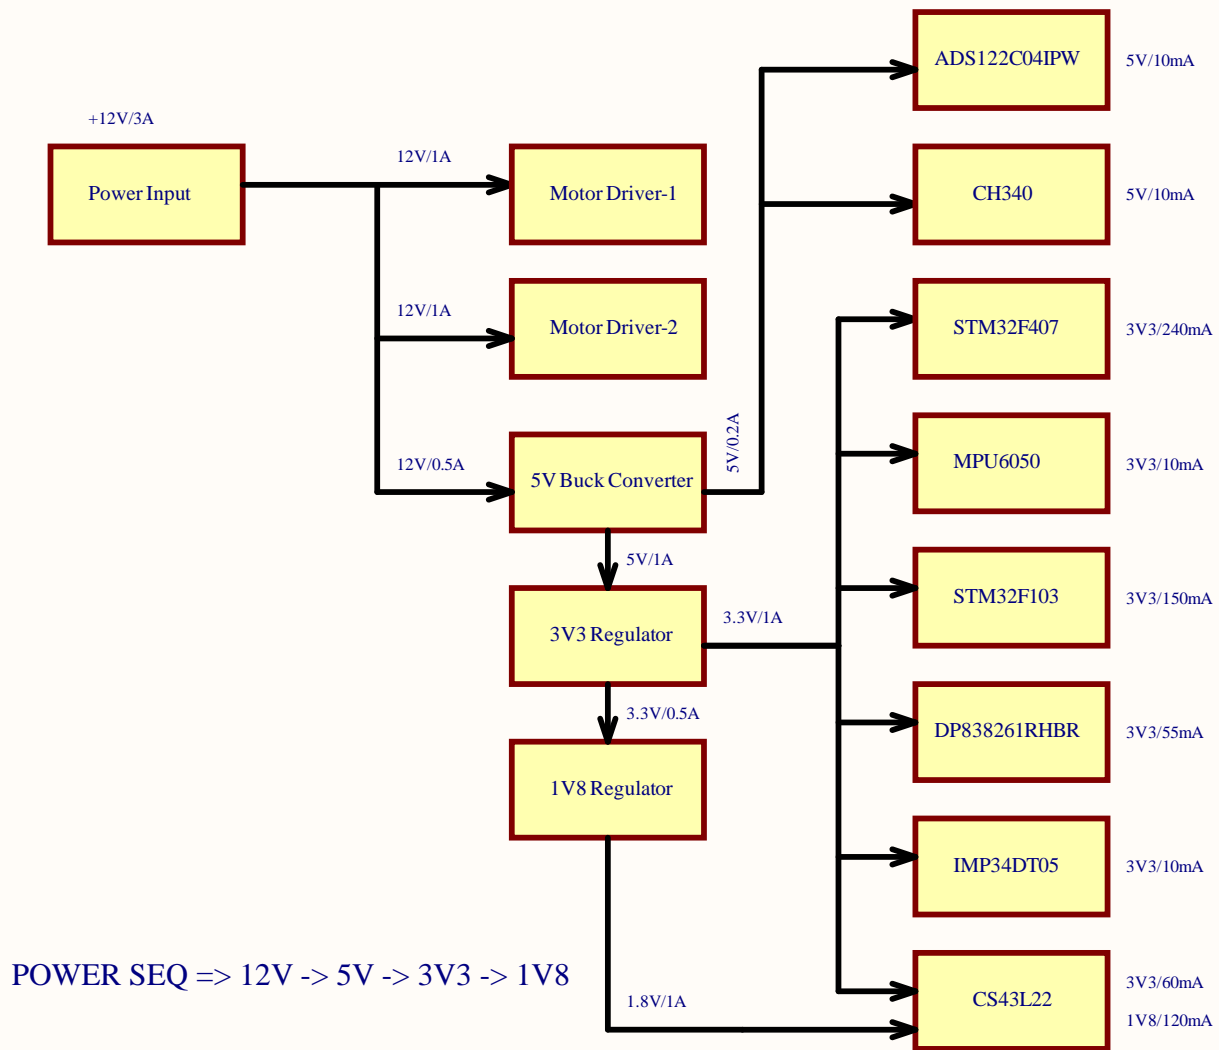 +12V/3A
Power Input
12V/1A
Motor Driver-1
12V/1A
Motor Driver-2
12V/0.5A
5V Buck Converter
5V/0.2A
5V/1A
3V3 Regulator
3.3V/1A
3.3V/0.5A
1V8 Regulator
1.8V/1A
ADS122C04IPW
5V/10mA
CH340
5V/10mA
STM32F407
3V3/240mA
MPU6050
3V3/10mA
STM32F103
3V3/150mA
DP838261RHBR
3V3/55mA
IMP34DT05
3V3/10mA
CS43L22
3V3/60mA
1V8/120mA
POWER SEQ => 12V -> 5V -> 3V3 -> 1V8